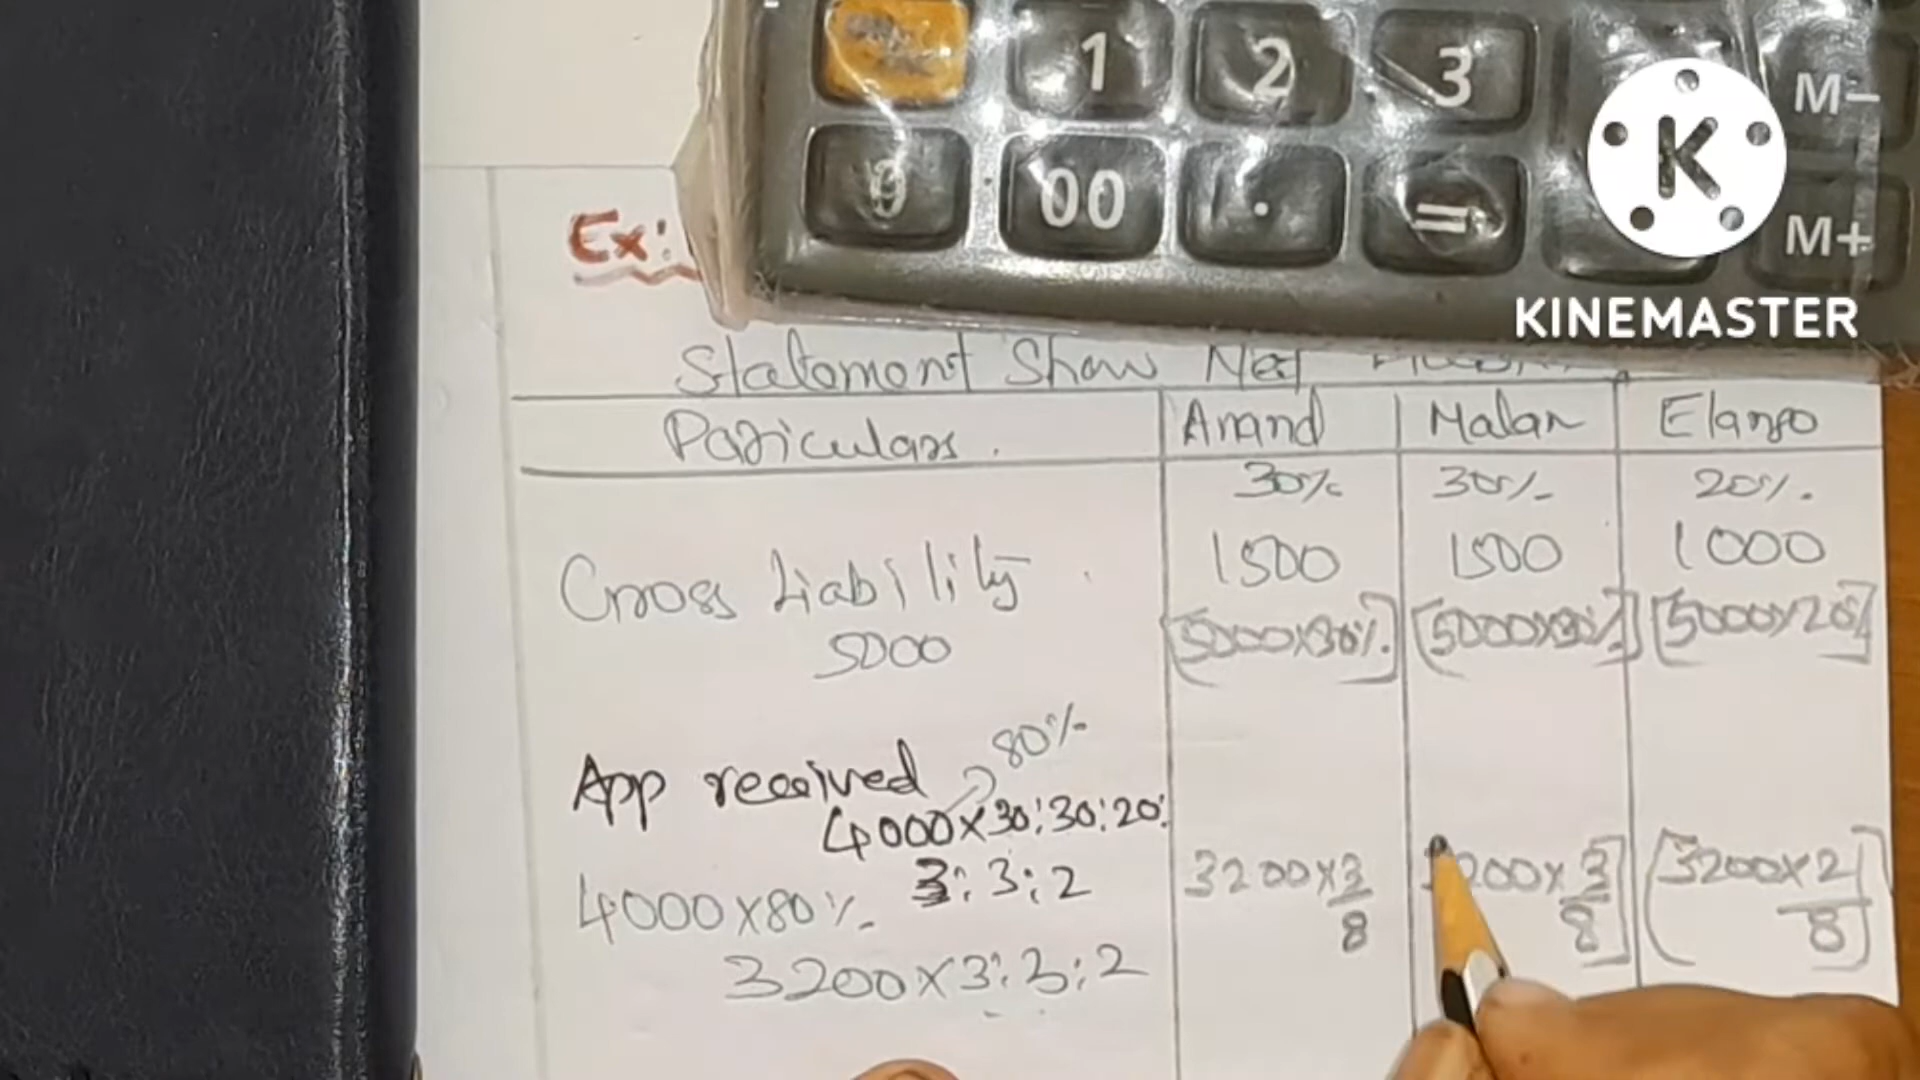 1 2 3 M-
0 00 . = M+
K
KINEMASTER
Ex:
Statement Show Net
Particulars. Anand Malar Elango
30% 30% 20%.
Gross Liability 1500 1500 1000
5000 [5000×30%.] [5000×30%] [5000×20%]
App received 80%
4000×30:30:20:
3:3:2 3200×3/8 3200×3/8] [3200×2/8]
4000×80%
3200×3:3:2